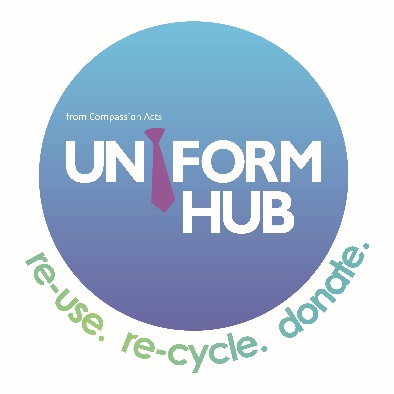 from Compassion Acts
UNIFORM
HUB
re-use. re-cycle. donate.